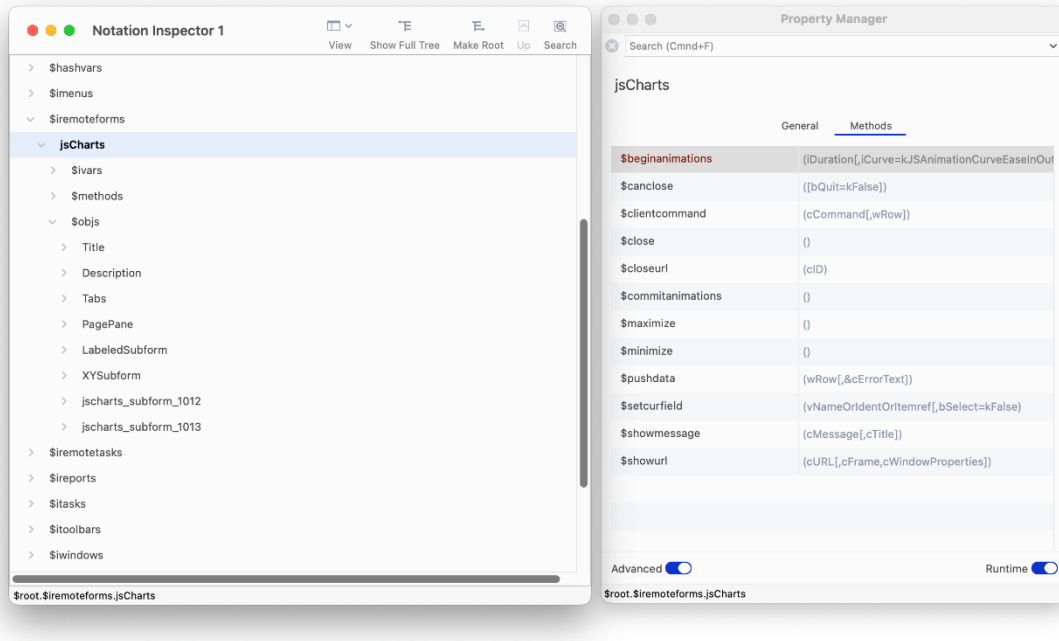 Notation Inspector 1
View
Show Full Tree
Make Root
Up
Search
$hashvars
$imenus
$iremoteforms
jsCharts
$ivars
$methods
$objs
Title
Description
Tabs
PagePane
LabeledSubform
XYSubform
jscharts_subform_1012
jscharts_subform_1013
$iremotetasks
$ireports
$itasks
$itoolbars
$iwindows
$root.$iremoteforms.jsCharts
Property Manager
Search (Cmnd+F)
jsCharts
General Methods
$beginanimations (iDuration[,iCurve=kJSAnimationCurveEaseInOut
$canclose ([bQuit=kFalse])
$clientcommand (cCommand[,wRow])
$close ()
$closeurl (cID)
$commitanimations ()
$maximize ()
$minimize ()
$pushdata (wRow[,&cErrorText])
$setcurfield (vNameOrIdentOrItemref[,bSelect=kFalse)
$showmessage (cMessage[,cTitle])
$showurl (cURL[,cFrame,cWindowProperties])
Advanced Runtime
$root.$iremoteforms.jsCharts